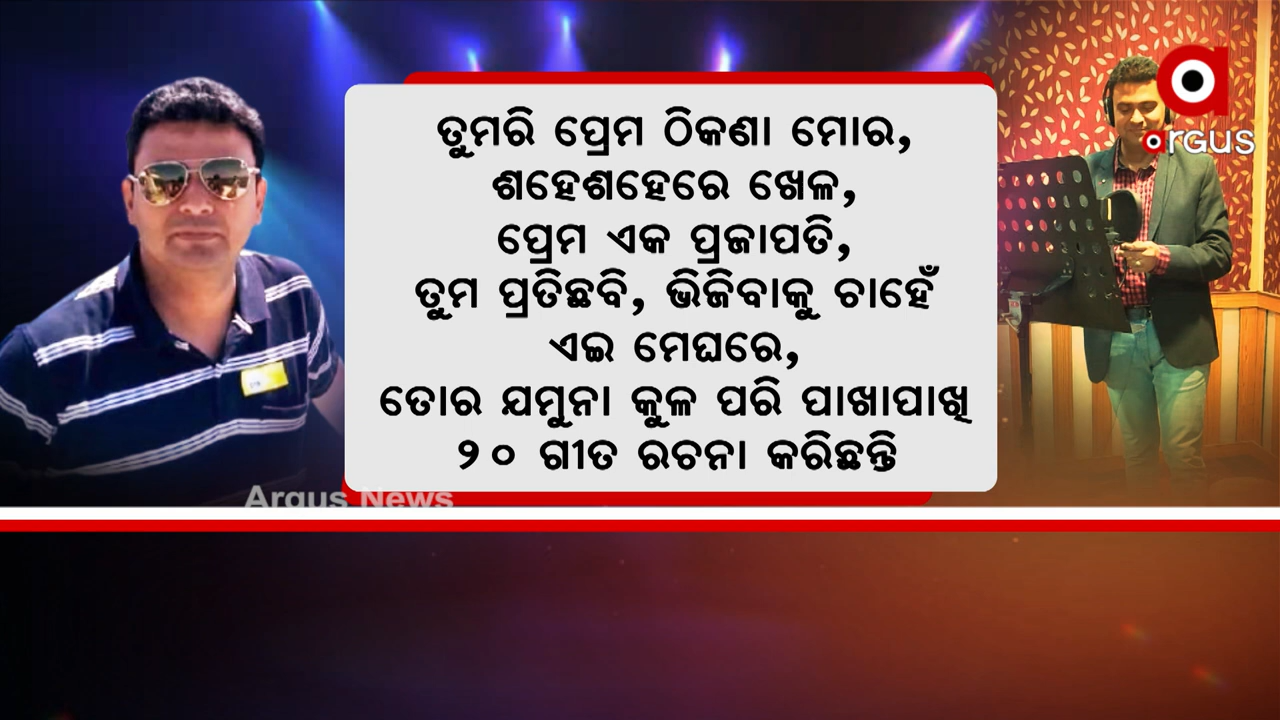 argus
ତୁମରି ପ୍ରେମ ଠିକଣା ମୋର,
ଶହେଶହେରେ ଖେଳ,
ପ୍ରେମ ଏକ ପ୍ରଜାପତି,
ତୁମ ପ୍ରତିଛବି, ଭିଜିବାକୁ ଚାହେଁ
ଏଇ ମେଘରେ,
ତୋର ଯମୁନା କୁଳ ପରି ପାଖାପାଖି
୨୦ ଗୀତ ରଚନା କରିଛନ୍ତି
Argus News